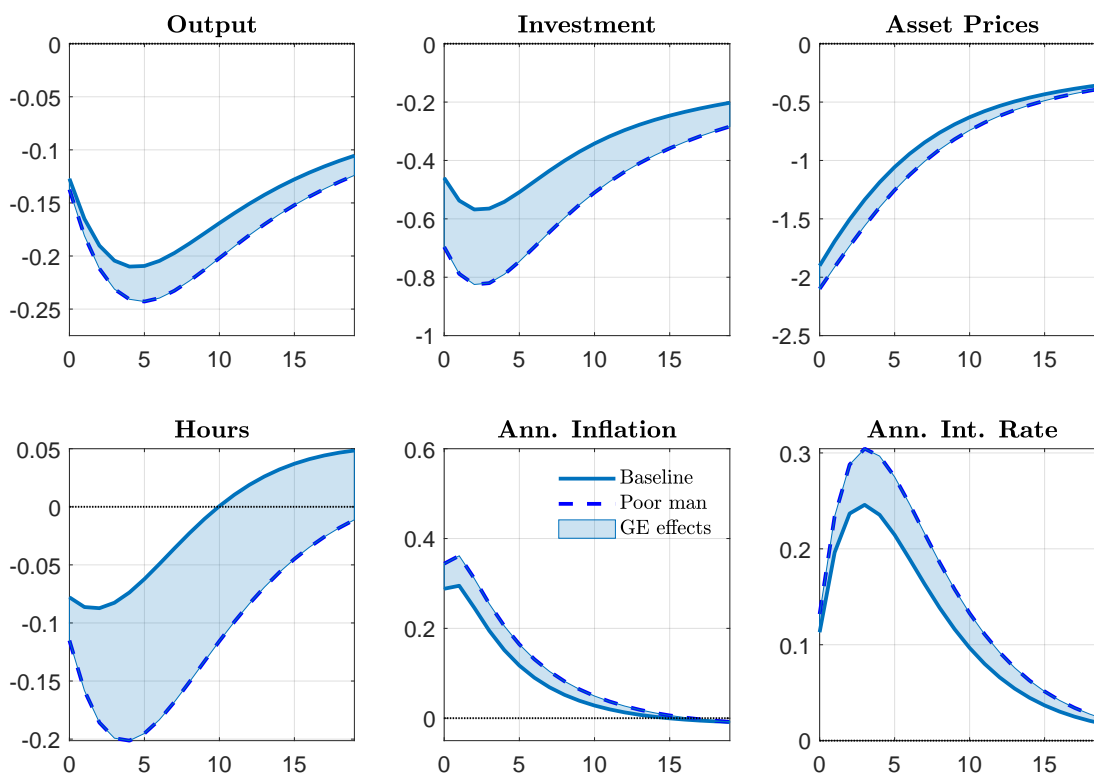 Output
0
-0.05
-0.1
-0.15
-0.2
-0.25
0 5 10 15
Investment
0
-0.2
-0.4
-0.6
-0.8
-1
0 5 10 15
Asset Prices
0
-0.5
-1
-1.5
-2
-2.5
0 5 10 15
Hours
0.05
0
-0.05
-0.1
-0.15
-0.2
0 5 10 15
Ann. Inflation
0.6
0.4
0.2
0
Baseline
Poor man
GE effects
0 5 10 15
Ann. Int. Rate
0.3
0.2
0.1
0
0 5 10 15